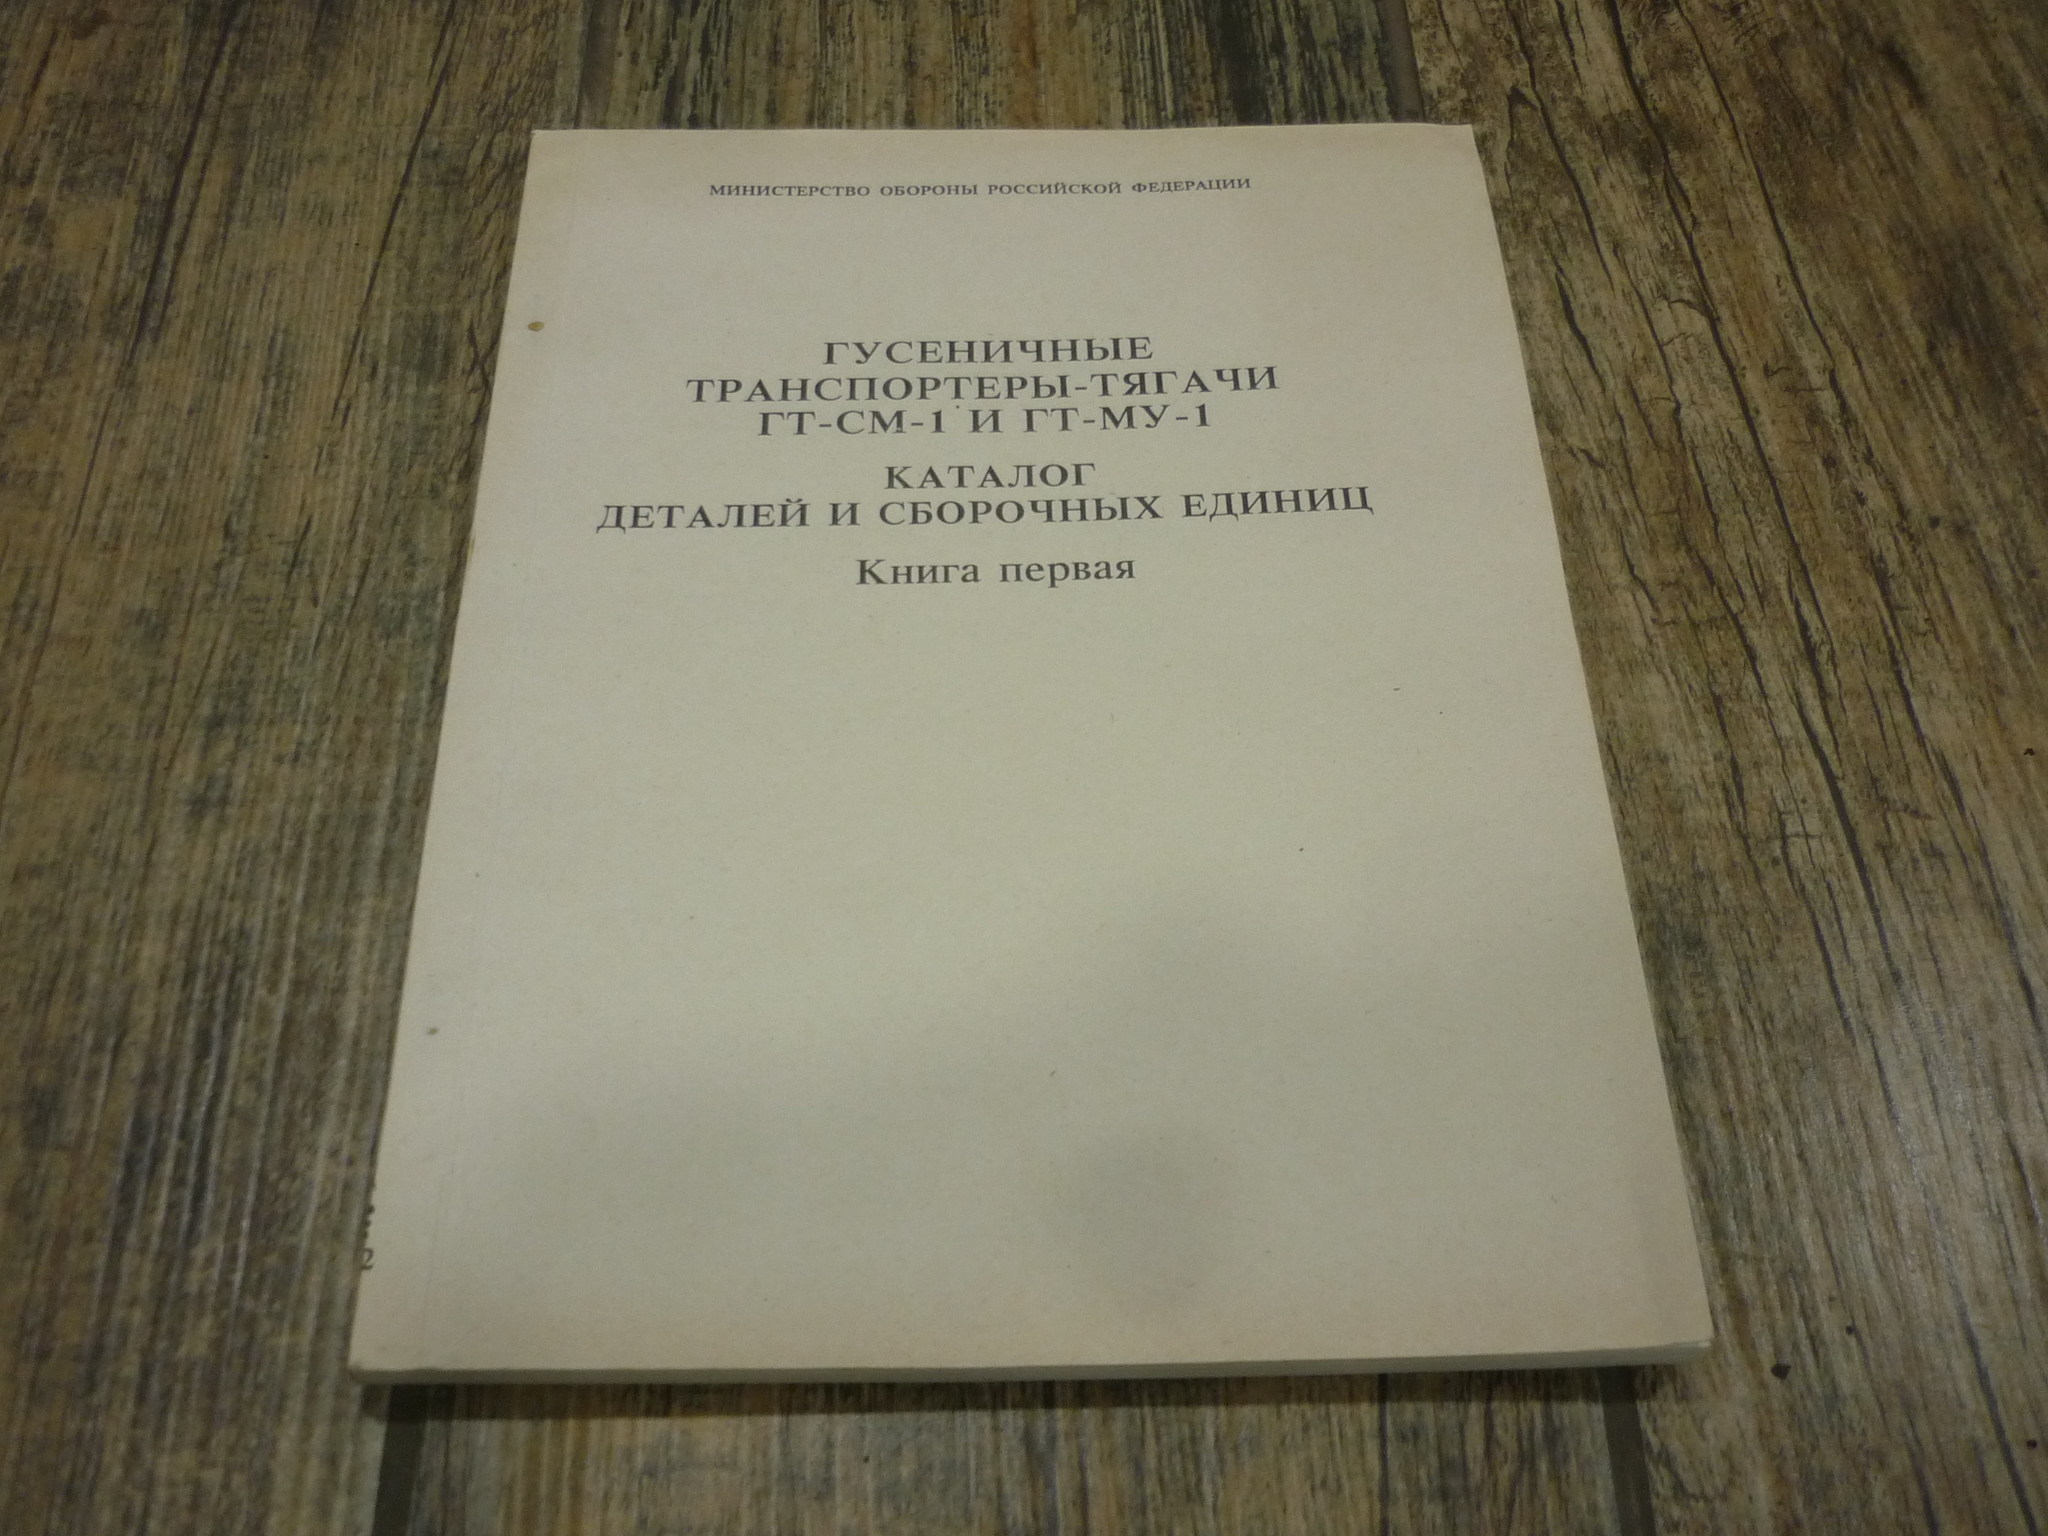 МИНИСТЕРСТВО ОБОРОНЫ РОССИЙСКОЙ ФЕДЕРАЦИИ
ГУСЕНИЧНЫЕ
ТРАНСПОРТЕРЫ-ТЯГАЧИ
ГТ-СМ-1 И ГТ-МУ-1
КАТАЛОГ
ДЕТАЛЕЙ И СБОРОЧНЫХ ЕДИНИЦ
Книга первая
2